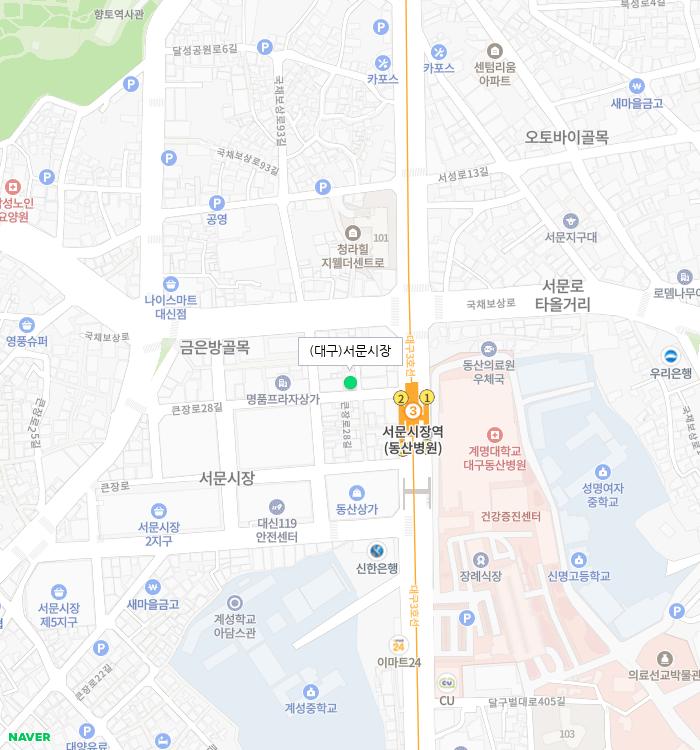 향토역사관
북성로4길
달성공원로6길
P
P
카포스
카포스
센텀리움
아파트
P
국채보상로93길
새마을금고
오토바이골목
P
국채보상로93길
서성로13길
P
요양원
P
공영
101
청라힐
지웰더센트로
서문지구대
나이스마트
대신점
서문로
타올거리
국채보상로
로뎀나무
영풍슈퍼
국채보상로
금은방골목
(대구)서문시장
대구3호선
동산의료원
우체국
우리은행
명품프라자상가
2
1
3
큰장로28길
큰장로28길
큰장로25길
국채보상로
서문시장역
(동산병원)
계명대학교
대구동산병원
서문시장
큰장로
성명여자
중학교
동산상가
서문시장
2지구
대신119
안전센터
건강증진센터
신한은행
장례식장
신명고등학교
서문시장
제5지구
새마을금고
대구3호선
계성학교
아담스관
P
P
24
이마트24
P
큰장로22길
의료선교박물관
CU
CU
계성중학교
달구벌대로405길
NAVER
P
대양유료
103